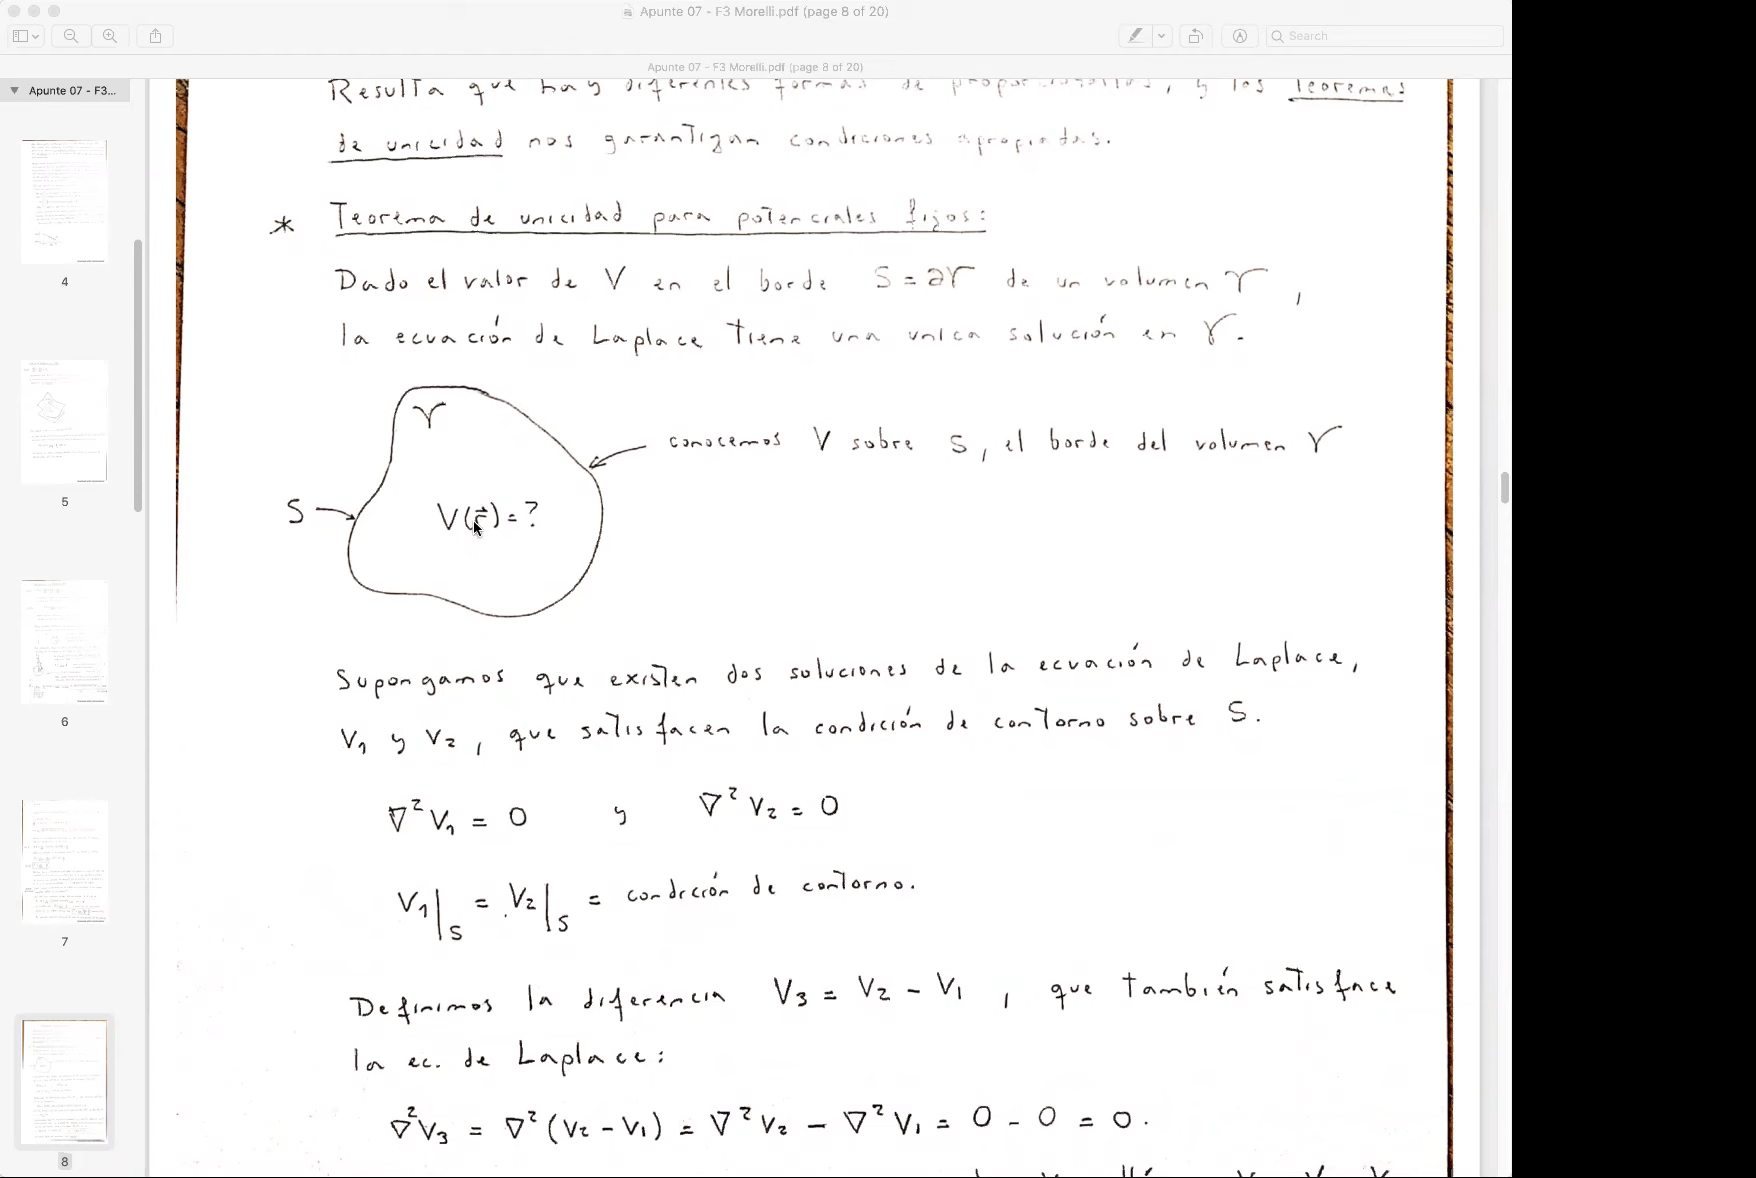 Apunte 07 - F3 Morelli.pdf (page 8 of 20)
Search
Apunte 07 - F3 Morelli.pdf (page 8 of 20)
Apunte 07 - F3...
4
5
6
7
8
Resulta que hay diferentes formas de , y los teoremas
de unicidad nos garantizan condiciones apropiadas.
* Teorema de unicidad para potenciales fijos:
Dado el valor de V en el borde S = ∂𝒱 de un volumen 𝒱,
la ecuación de Laplace tiene una unica solución en 𝒱.
𝒱
conocemos V sobre S, el borde del volumen 𝒱
S
V(r⃗) = ?
Supongamos que existen dos soluciones de la ecuación de Laplace,
V₁ y V₂, que satisfacen la condición de contorno sobre S.
∇²V₁ = 0 y ∇²V₂ = 0
V₁|S = V₂|S = condición de contorno.
Definimos la diferencia V₃ = V₂ - V₁, que también satisface
la ec. de Laplace:
∇²V₃ = ∇²(V₂ - V₁) = ∇²V₂ - ∇²V₁ = 0 - 0 = 0.